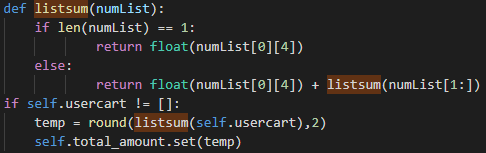 def listsum(numList):
    if len(numList) == 1:
            return float(numList[0][4])
    else:
            return float(numList[0][4]) + listsum(numList[1:])
if self.usercart != []:
    temp = round(listsum(self.usercart),2)
    self.total_amount.set(temp)